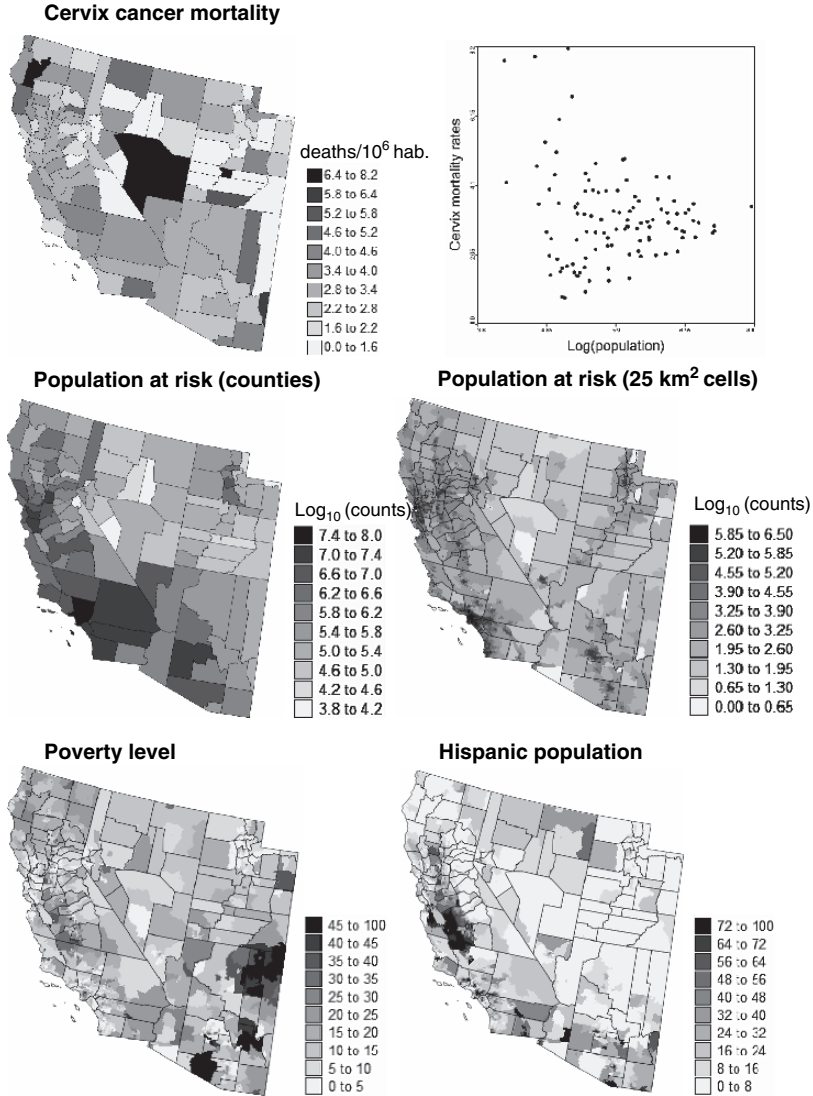 Cervix cancer mortality
deaths/10⁶ hab.
6.4 to 8.2
5.8 to 6.4
5.2 to 5.8
4.6 to 5.2
4.0 to 4.6
3.4 to 4.0
2.8 to 3.4
2.2 to 2.8
1.6 to 2.2
0.0 to 1.6
Cervix mortality rates
Log(population)
Population at risk (counties)
Log₁₀ (counts)
7.4 to 8.0
7.0 to 7.4
6.6 to 7.0
6.2 to 6.6
5.8 to 6.2
5.4 to 5.8
5.0 to 5.4
4.6 to 5.0
4.2 to 4.6
3.8 to 4.2
Population at risk (25 km² cells)
Log₁₀ (counts)
5.85 to 6.50
5.20 to 5.85
4.55 to 5.20
3.90 to 4.55
3.25 to 3.90
2.60 to 3.25
1.95 to 2.60
1.30 to 1.95
0.65 to 1.30
0.00 to 0.65
Poverty level
45 to 100
40 to 45
35 to 40
30 to 35
25 to 30
20 to 25
15 to 20
10 to 15
5 to 10
0 to 5
Hispanic population
72 to 100
64 to 72
56 to 64
48 to 56
40 to 48
32 to 40
24 to 32
16 to 24
8 to 16
0 to 8